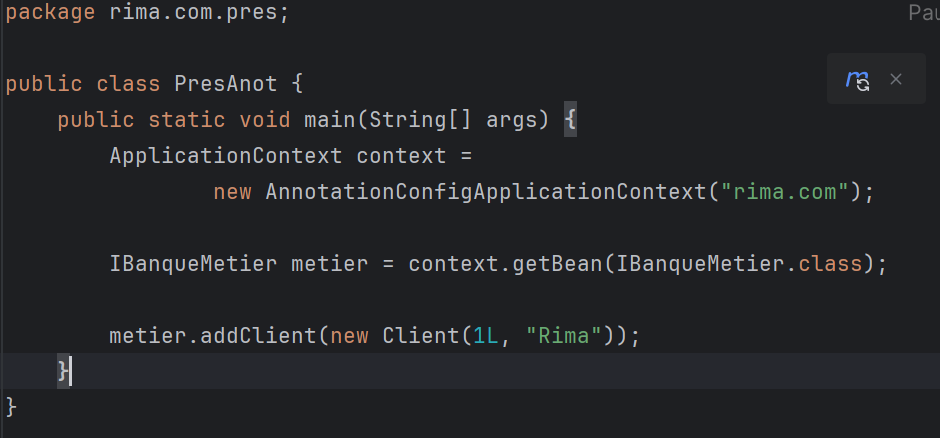 package rima.com.pres;
Pau
public class PresAnot {
    public static void main(String[] args) {
        ApplicationContext context =
                new AnnotationConfigApplicationContext("rima.com");
        IBanqueMetier metier = context.getBean(IBanqueMetier.class);
        metier.addClient(new Client(1L, "Rima"));
    }
}